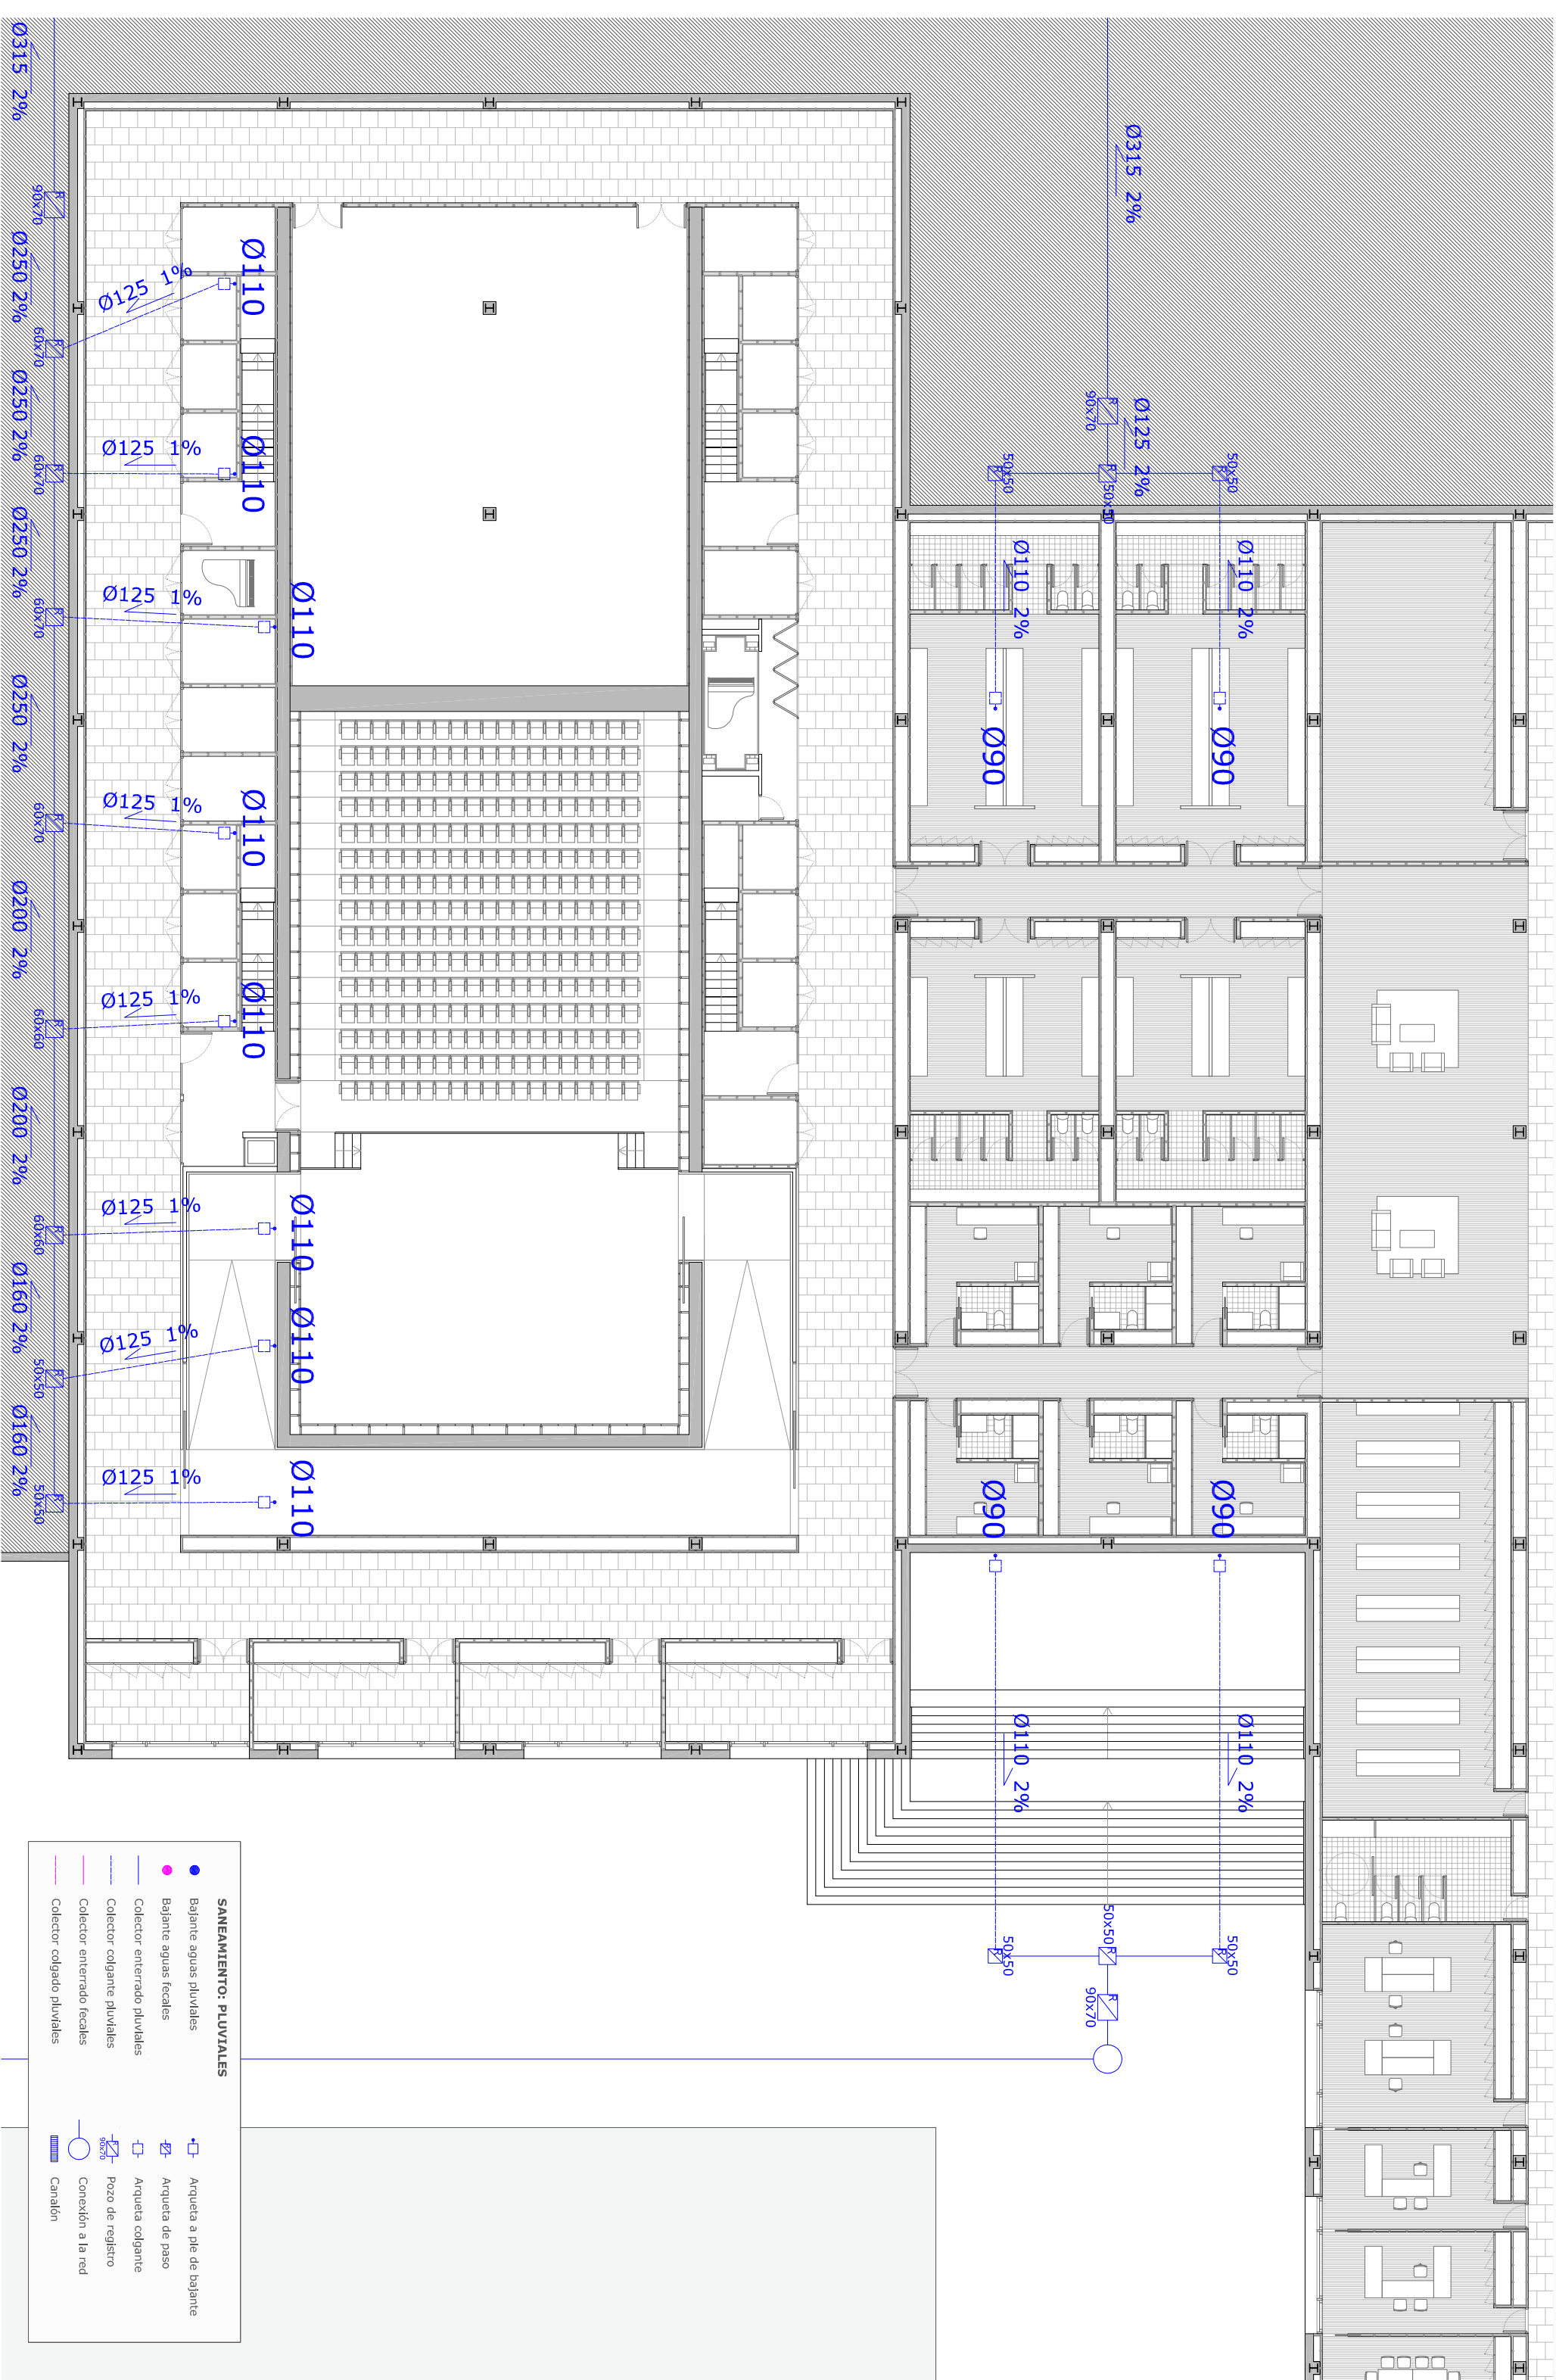 Ø315 2%
90x70
Ø250 2%
60x70
Ø250 2%
60x70
Ø250 2%
60x70
Ø250 2%
60x70
Ø200 2%
60x60
Ø200 2%
60x60
Ø160 2%
50x50
Ø160 2%
50x50
Ø125 1%
Ø110
Ø125 1%
Ø110
Ø125 1%
Ø110
Ø125 1%
Ø110
Ø125 1%
Ø110
Ø125 1%
Ø110
Ø125 1%
Ø110
Ø125 1%
Ø110
Ø315 2%
90x70
Ø125 2%
50x50
50x50
50x50
Ø110 2%
Ø110 2%
Ø90
Ø90
Ø90
Ø90
Ø110 2%
Ø110 2%
50x50
50x50
50x50
90x70
SANEAMIENTO: PLUVIALES
Bajante aguas pluviales
Bajante aguas fecales
Colector enterrado pluviales
Colector colgante pluviales
Colector enterrado fecales
Colector colgado pluviales
Arqueta a pie de bajante
Arqueta de paso
Arqueta colgante
90x70
Pozo de registro
Conexión a la red
Canalón